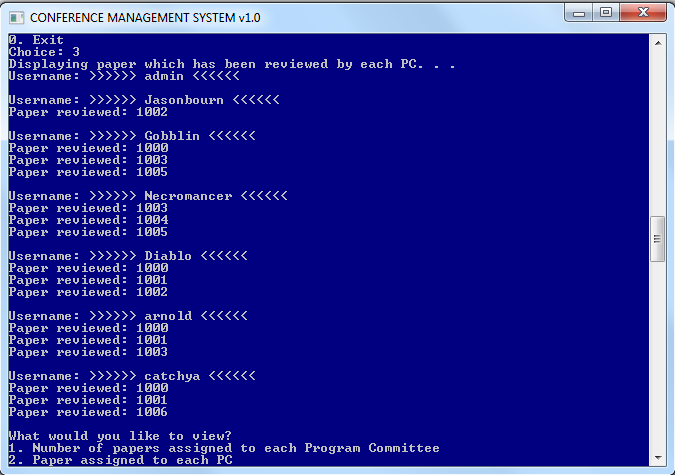 CONFERENCE MANAGEMENT SYSTEM v1.0
0. Exit
Choice: 3
Displaying paper which has been reviewed by each PC. . .
Username: >>>>>> admin <<<<<<
Username: >>>>>> Jasonbourn <<<<<<
Paper reviewed: 1002
Username: >>>>>> Gobblin <<<<<<
Paper reviewed: 1000
Paper reviewed: 1003
Paper reviewed: 1005
Username: >>>>>> Necromancer <<<<<<
Paper reviewed: 1003
Paper reviewed: 1004
Paper reviewed: 1005
Username: >>>>>> Diablo <<<<<<
Paper reviewed: 1000
Paper reviewed: 1001
Paper reviewed: 1002
Username: >>>>>> arnold <<<<<<
Paper reviewed: 1000
Paper reviewed: 1001
Paper reviewed: 1003
Username: >>>>>> catchya <<<<<<
Paper reviewed: 1000
Paper reviewed: 1001
Paper reviewed: 1006
What would you like to view?
1. Number of papers assigned to each Program Committee
2. Paper assigned to each PC